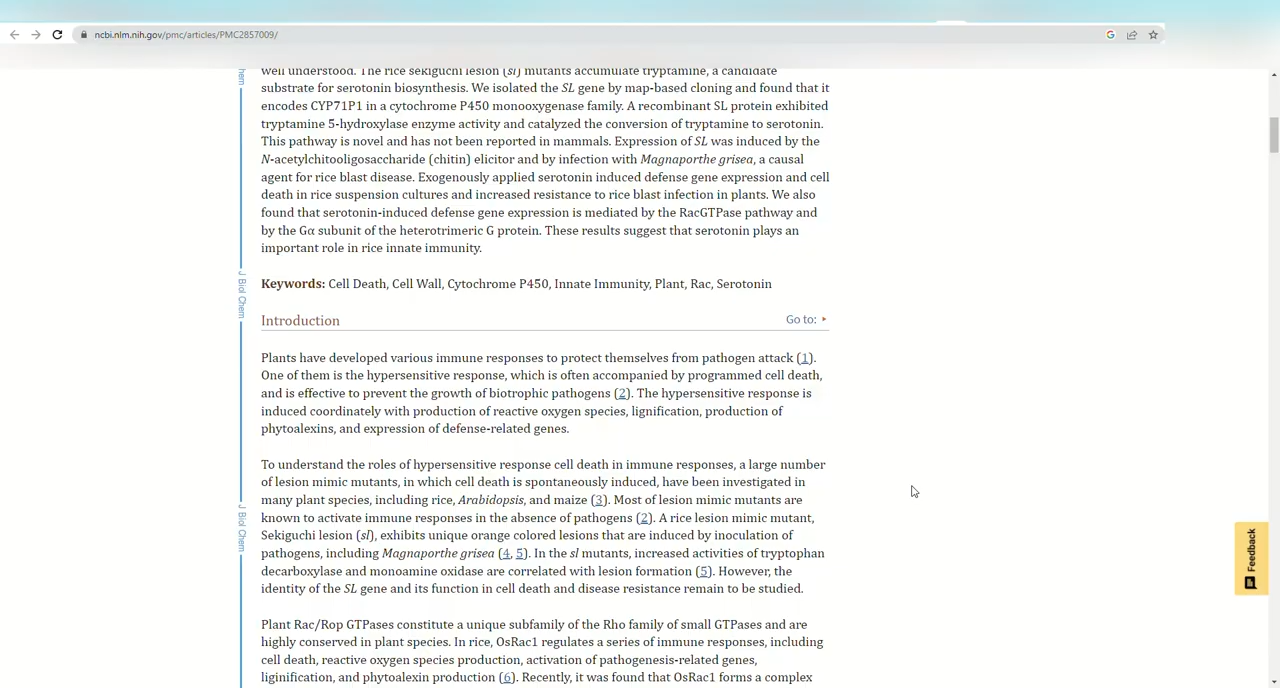 ncbi.nlm.nih.gov/pmc/articles/PMC2857009/
well understood. The rice sekiguchi lesion (sl) mutants accumulate tryptamine, a candidate
substrate for serotonin biosynthesis. We isolated the SL gene by map-based cloning and found that it
encodes CYP71P1 in a cytochrome P450 monooxygenase family. A recombinant SL protein exhibited
tryptamine 5-hydroxylase enzyme activity and catalyzed the conversion of tryptamine to serotonin.
This pathway is novel and has not been reported in mammals. Expression of SL was induced by the
N-acetylchitooligosaccharide (chitin) elicitor and by infection with Magnaporthe grisea, a causal
agent for rice blast disease. Exogenously applied serotonin induced defense gene expression and cell
death in rice suspension cultures and increased resistance to rice blast infection in plants. We also
found that serotonin-induced defense gene expression is mediated by the RacGTPase pathway and
by the Gα subunit of the heterotrimeric G protein. These results suggest that serotonin plays an
important role in rice innate immunity.
Keywords: Cell Death, Cell Wall, Cytochrome P450, Innate Immunity, Plant, Rac, Serotonin
Introduction
Go to:
Plants have developed various immune responses to protect themselves from pathogen attack (1).
One of them is the hypersensitive response, which is often accompanied by programmed cell death,
and is effective to prevent the growth of biotrophic pathogens (2). The hypersensitive response is
induced coordinately with production of reactive oxygen species, lignification, production of
phytoalexins, and expression of defense-related genes.
To understand the roles of hypersensitive response cell death in immune responses, a large number
of lesion mimic mutants, in which cell death is spontaneously induced, have been investigated in
many plant species, including rice, Arabidopsis, and maize (3). Most of lesion mimic mutants are
known to activate immune responses in the absence of pathogens (2). A rice lesion mimic mutant,
Sekiguchi lesion (sl), exhibits unique orange colored lesions that are induced by inoculation of
pathogens, including Magnaporthe grisea (4, 5). In the sl mutants, increased activities of tryptophan
decarboxylase and monoamine oxidase are correlated with lesion formation (5). However, the
identity of the SL gene and its function in cell death and disease resistance remain to be studied.
Plant Rac/Rop GTPases constitute a unique subfamily of the Rho family of small GTPases and are
highly conserved in plant species. In rice, OsRac1 regulates a series of immune responses, including
cell death, reactive oxygen species production, activation of pathogenesis-related genes,
liginification, and phytoalexin production (6). Recently, it was found that OsRac1 forms a complex
hem
J Biol Chem
J Biol Chem
Feedback